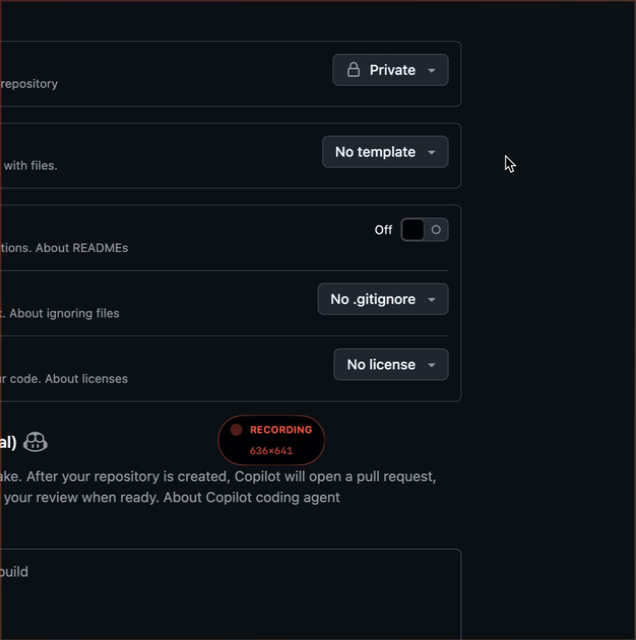 Private
repository
No template
with files.
Off
tions. About READMEs
No .gitignore
. About ignoring files
No license
r code. About licenses
al)
RECORDING
636×641
ake. After your repository is created, Copilot will open a pull request,
your review when ready. About Copilot coding agent
build